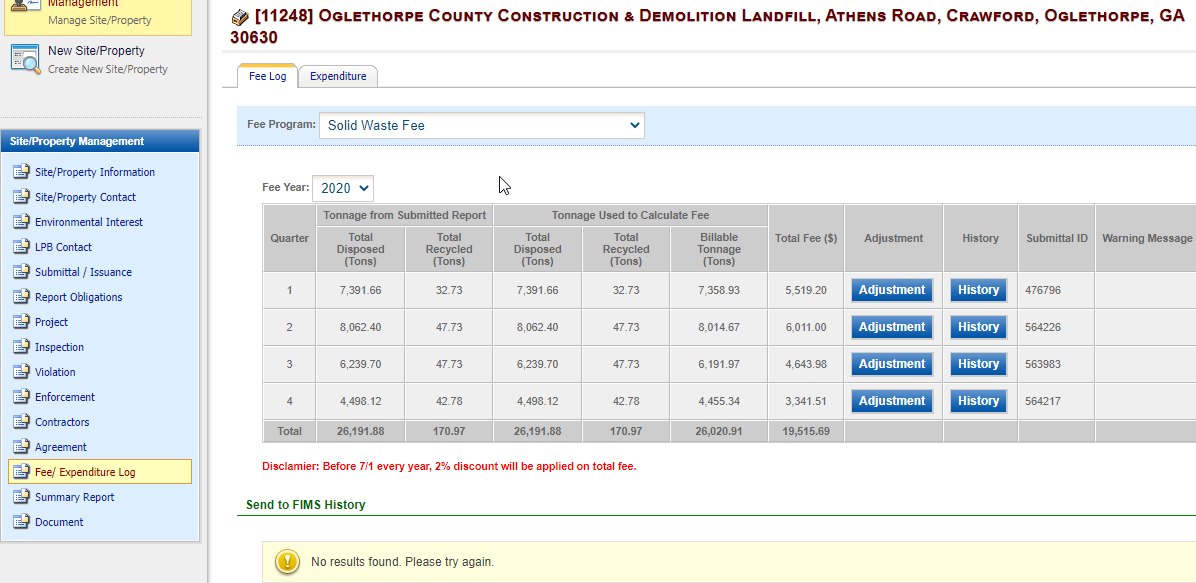 Management
Manage Site/Property
New Site/Property
Create New Site/Property
Site/Property Management
Site/Property Information
Site/Property Contact
Environmental Interest
LPB Contact
Submittal / Issuance
Report Obligations
Project
Inspection
Violation
Enforcement
Contractors
Agreement
Fee/ Expenditure Log
Summary Report
Document
[11248] Oglethorpe County Construction & Demolition Landfill, Athens Road, Crawford, Oglethorpe, GA
30630
Fee Log Expenditure
Fee Program: Solid Waste Fee
Fee Year: 2020
Tonnage from Submitted Report Tonnage Used to Calculate Fee
Quarter Total Disposed (Tons) Total Recycled (Tons) Total Disposed (Tons) Total Recycled (Tons) Billable Tonnage (Tons) Total Fee ($) Adjustment History Submittal ID Warning Message
1 7,391.66 32.73 7,391.66 32.73 7,358.93 5,519.20 Adjustment History 476796
2 8,062.40 47.73 8,062.40 47.73 8,014.67 6,011.00 Adjustment History 564226
3 6,239.70 47.73 6,239.70 47.73 6,191.97 4,643.98 Adjustment History 563983
4 4,498.12 42.78 4,498.12 42.78 4,455.34 3,341.51 Adjustment History 564217
Total 26,191.88 170.97 26,191.88 170.97 26,020.91 19,515.69
Disclamier: Before 7/1 every year, 2% discount will be applied on total fee.
Send to FIMS History
No results found. Please try again.